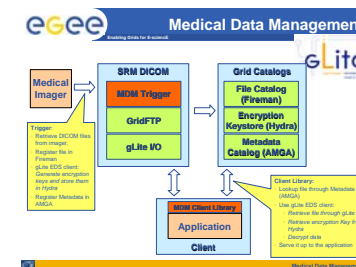 egee
Enabling Grids for E-sciencE
Medical Data Management
gLite
Medical
Imager
SRM DICOM
MDM Trigger
GridFTP
gLite I/O
Grid Catalogs
File Catalog
(Fireman)
Encryption
Keystore (Hydra)
Metadata
Catalog (AMGA)
Trigger:
- Retrieve DICOM files
from imager.
- Register file in
Fireman
- gLite EDS client:
Generate encryption
keys and store them
in Hydra
- Register Metadata in
AMGA
MDM Client Library
Application
Client
Client Library:
- Lookup file through Metadata
(AMGA)
- Use gLite EDS client:
- Retrieve file through gLite
- Retrieve encryption Key fr
Hydra
- Decrypt data
- Serve it up to the application
Medical Data Managem